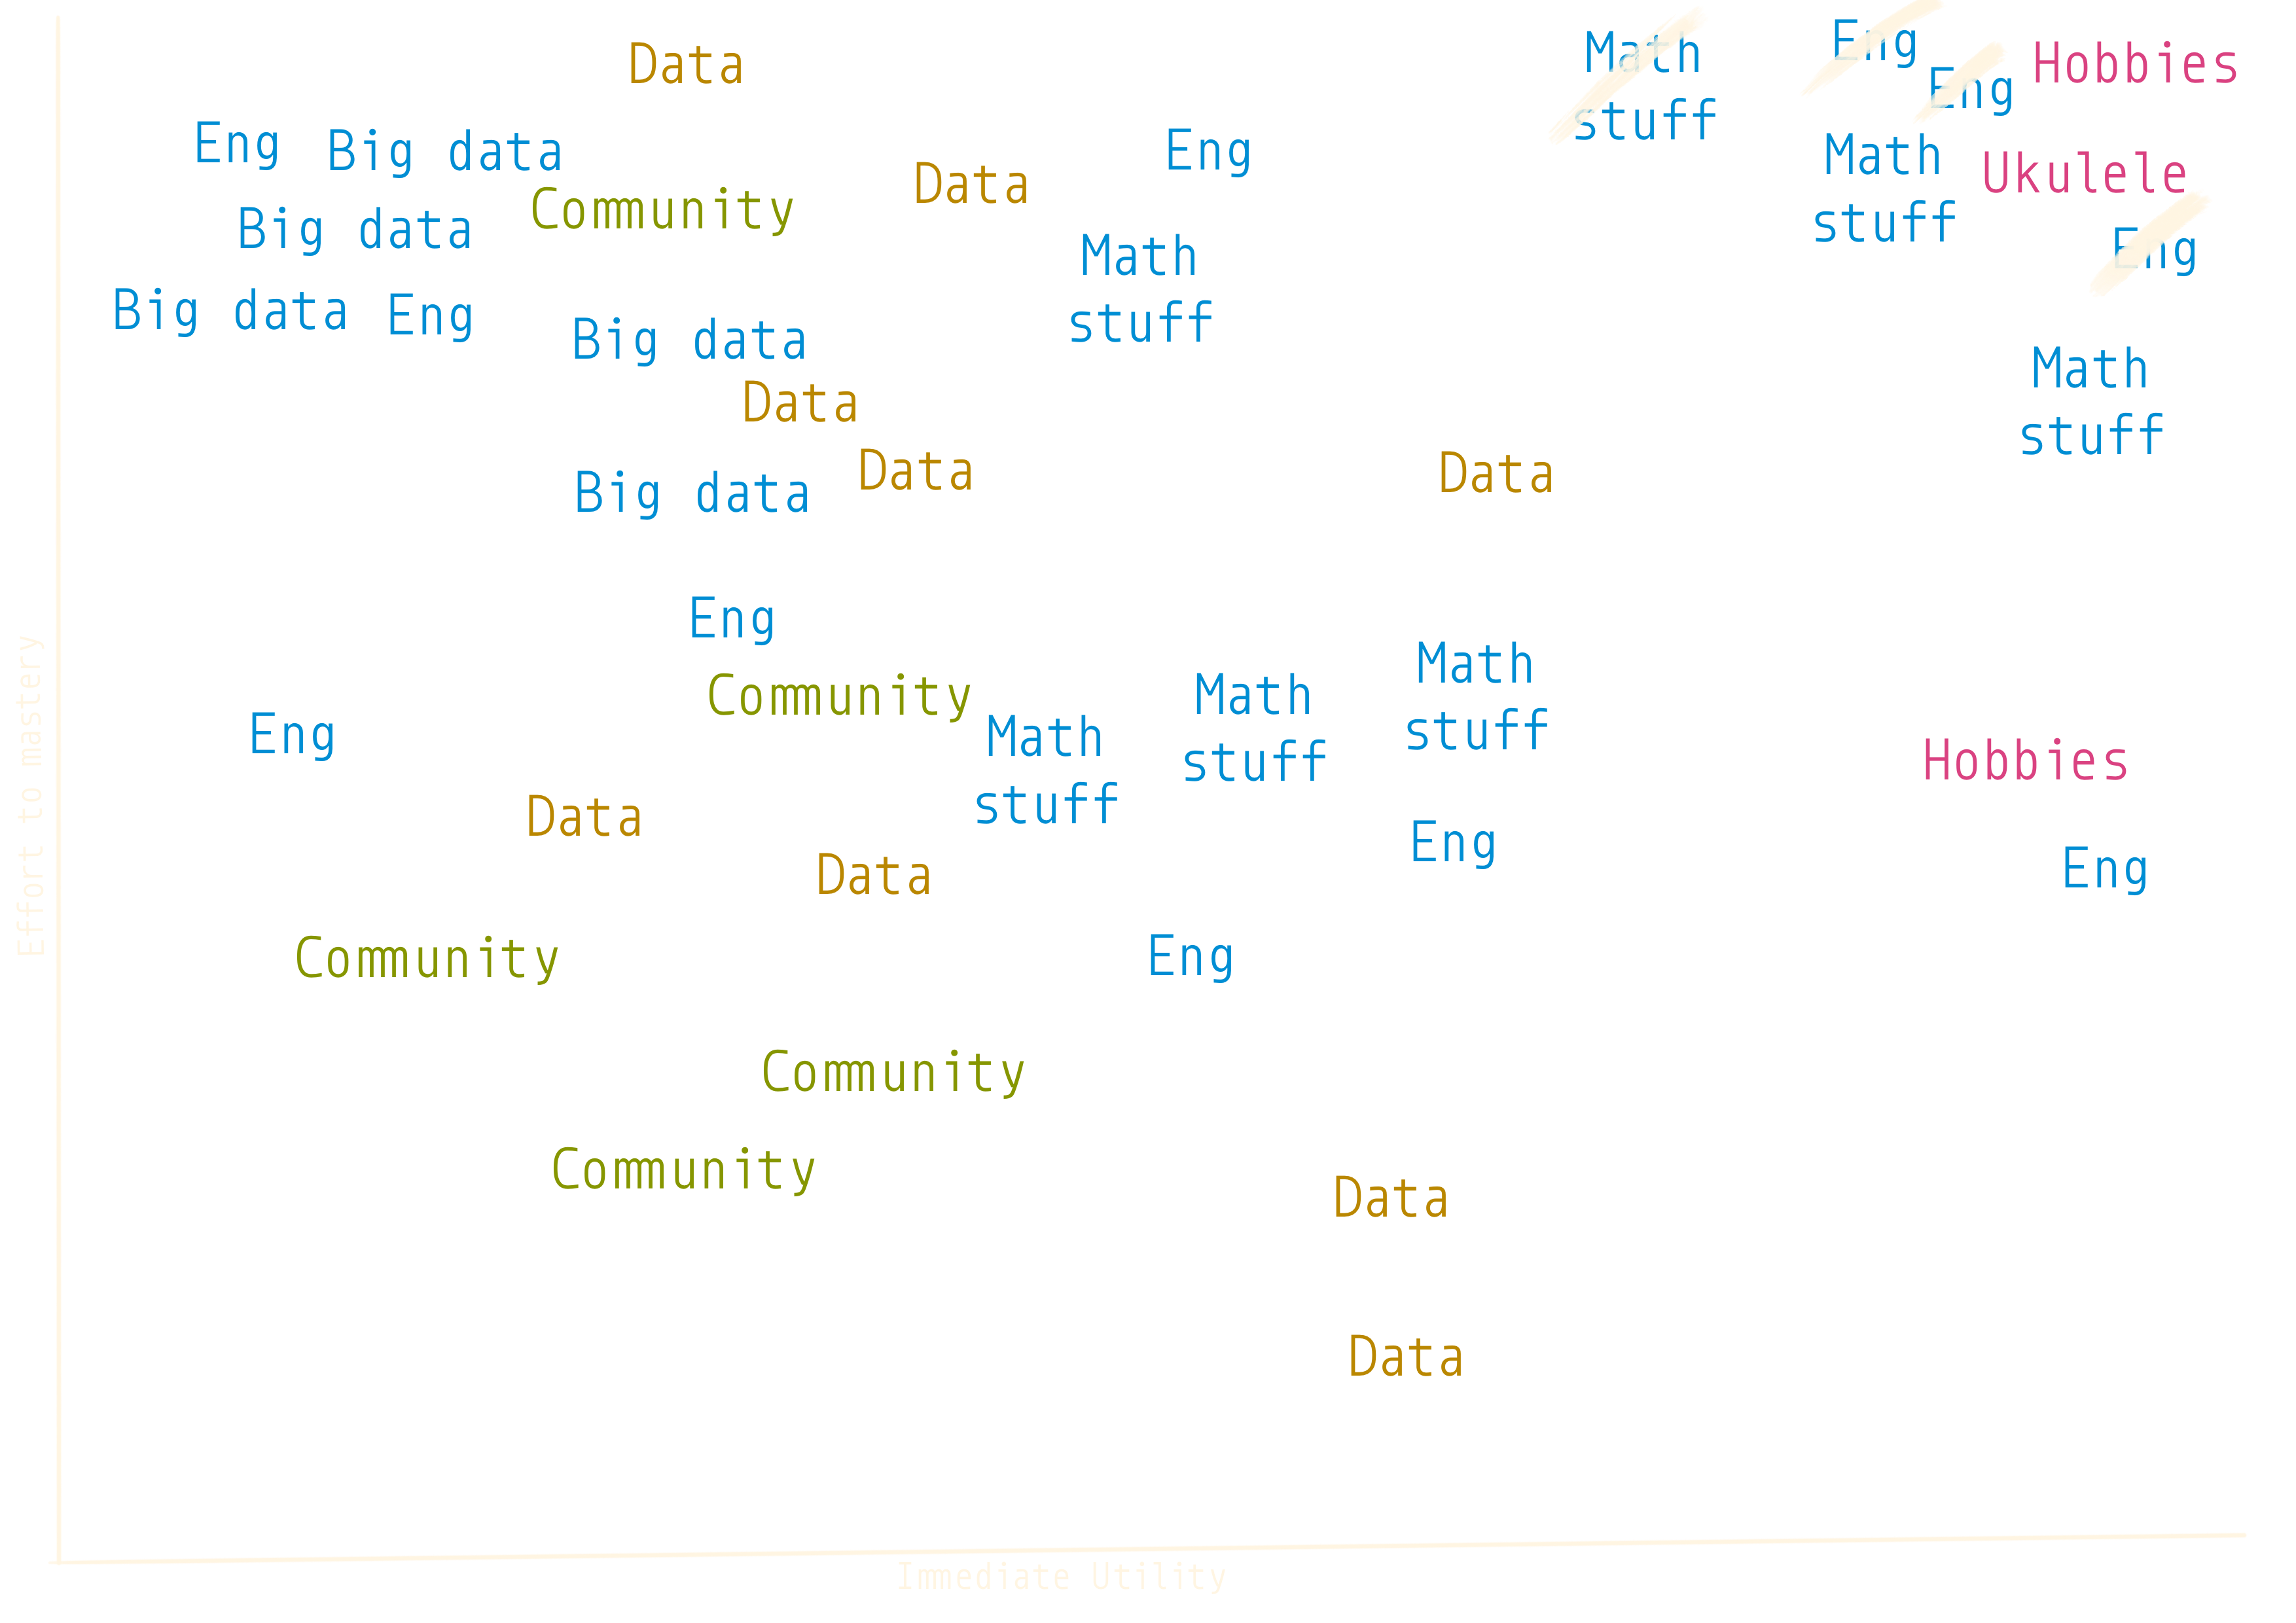 Eng
Math
stuff
Data
Eng
Hobbies
Eng
Eng
Big data
Eng
Math
stuff
Ukulele
Data
Community
Big data
Eng
Math
stuff
Big data
Eng
Big data
Math
stuff
Data
Data
Data
Big data
Eng
Math
stuff
Community
Math
stuff
Eng
Math
stuff
Hobbies
Data
Eng
Data
Eng
Community
Eng
Community
Community
Data
Data
Effort to mastery
Immediate Utility